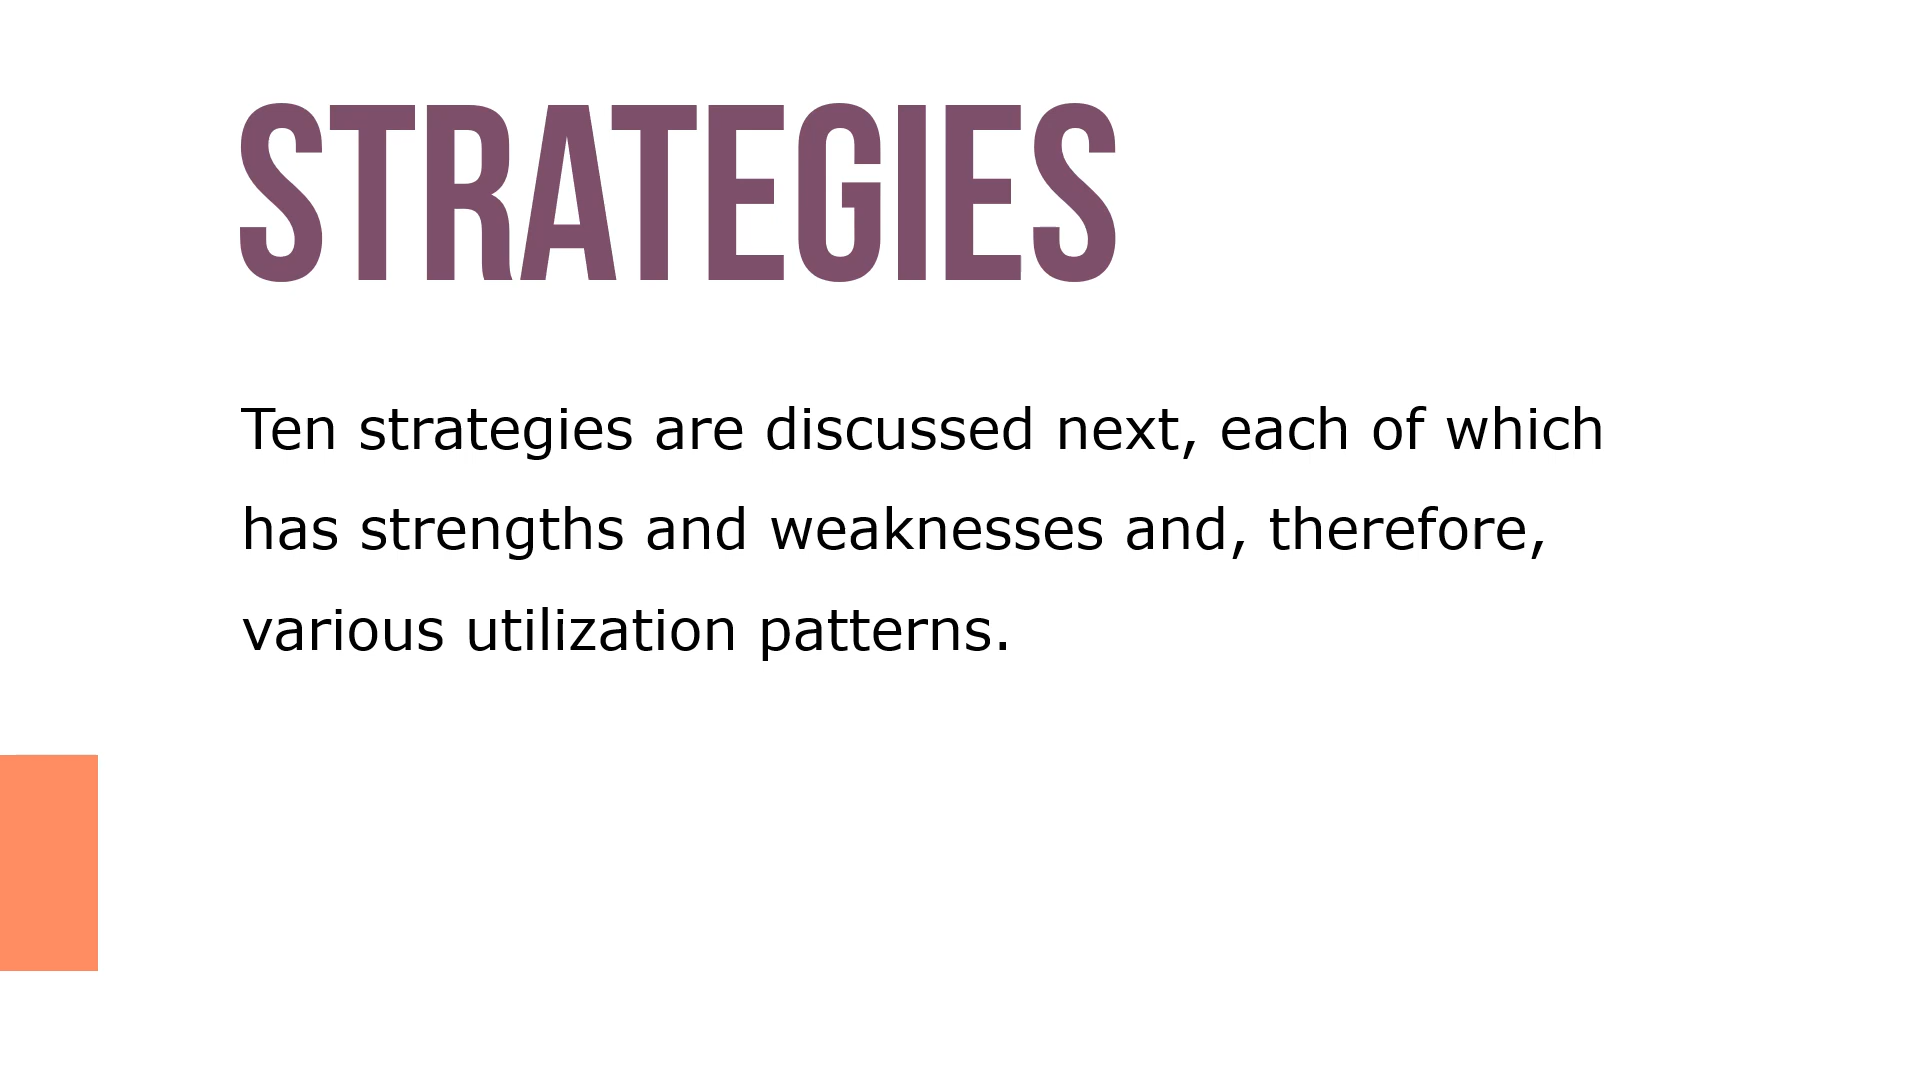 STRATEGIES
Ten strategies are discussed next, each of which
has strengths and weaknesses and, therefore,
various utilization patterns.